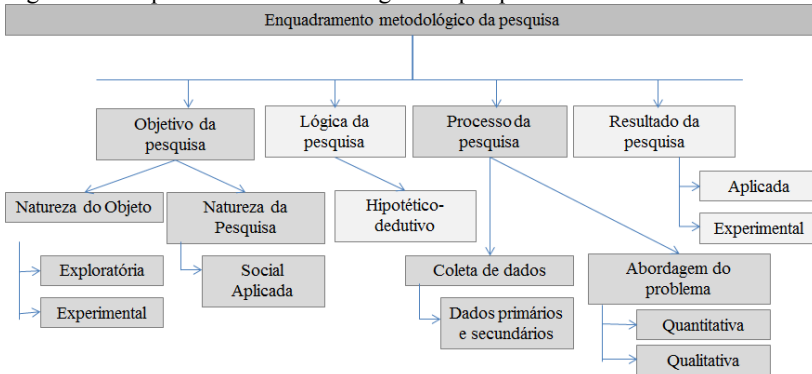 Enquadramento metodológico da pesquisa
Objetivo da
pesquisa
Lógica da
pesquisa
Processo da
pesquisa
Resultado da
pesquisa
Natureza do Objeto
Natureza da
Pesquisa
Hipotético-
dedutivo
Aplicada
Experimental
Exploratória
Experimental
Social
Aplicada
Coleta de dados
Dados primários
e secundários
Abordagem do
problema
Quantitativa
Qualitativa